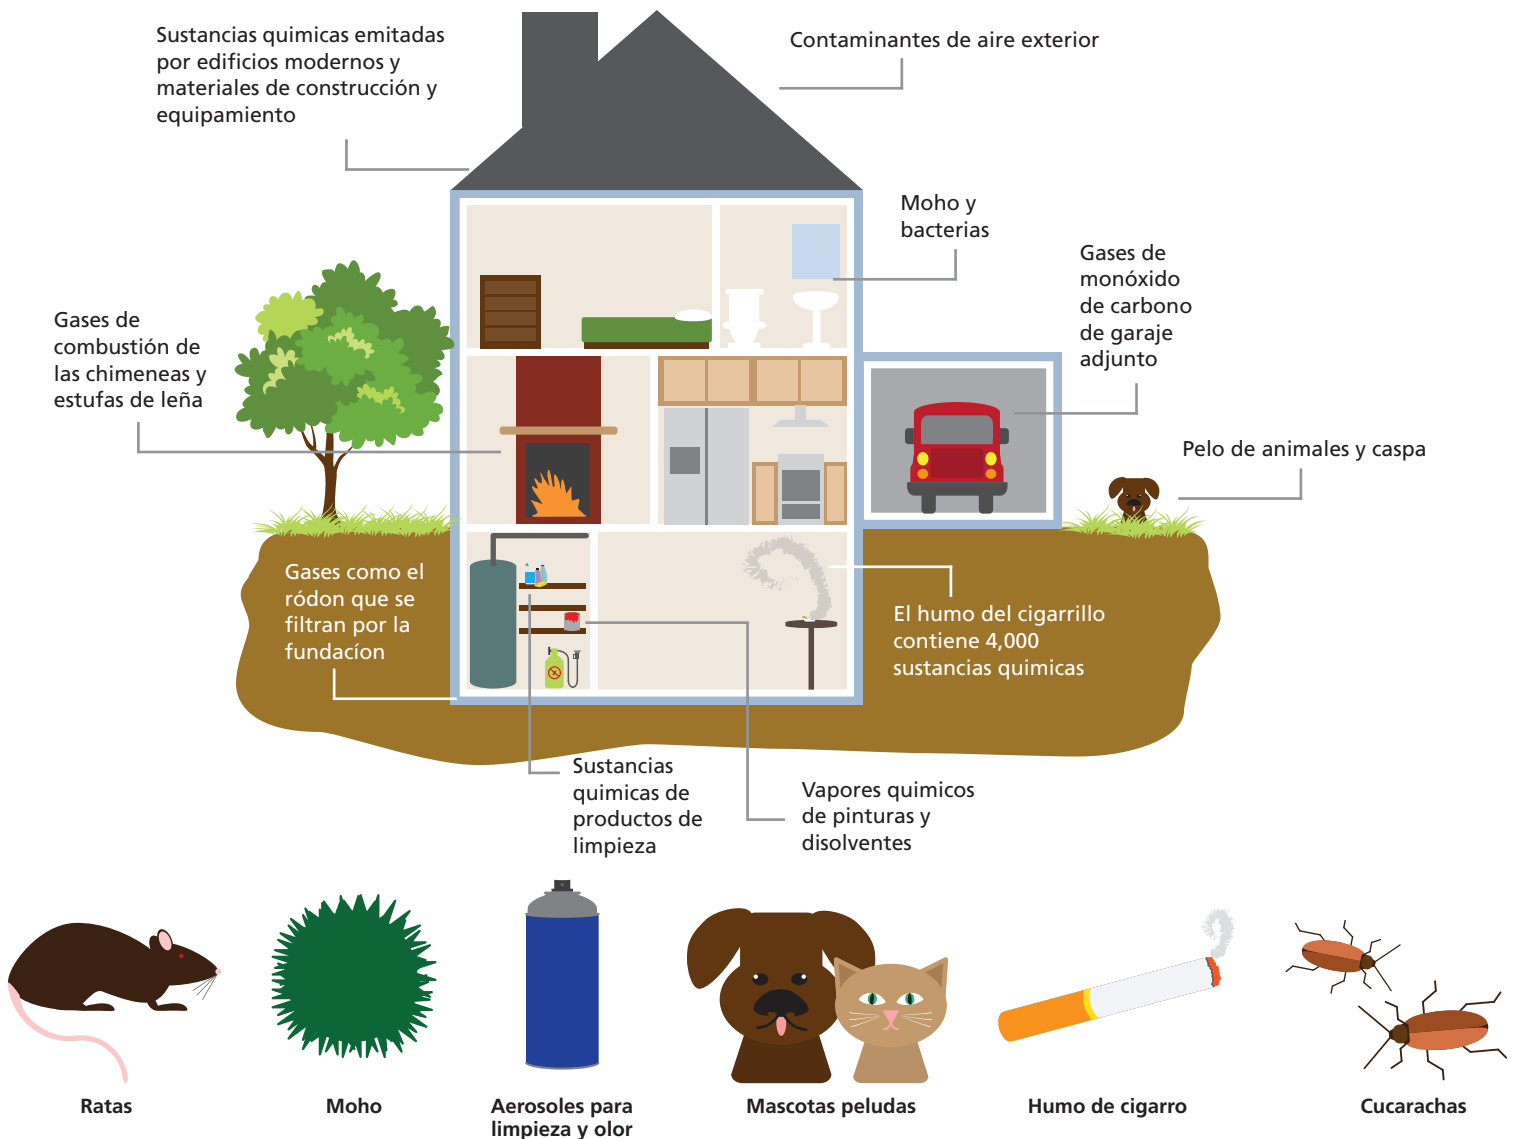 Sustancias quimicas emitadas
por edificios modernos y
materiales de construcción y
equipamiento
Contaminantes de aire exterior
Moho y
bacterias
Gases de
monóxido
de carbono
de garaje
adjunto
Gases de
combustión de
las chimeneas y
estufas de leña
Pelo de animales y caspa
Gases como el
ródon que se
filtran por la
fundacíon
El humo del cigarrillo
contiene 4,000
sustancias quimicas
Sustancias
quimicas de
productos de
limpieza
Vapores quimicos
de pinturas y
disolventes
Ratas
Moho
Aerosoles para
limpieza y olor
Mascotas peludas
Humo de cigarro
Cucarachas